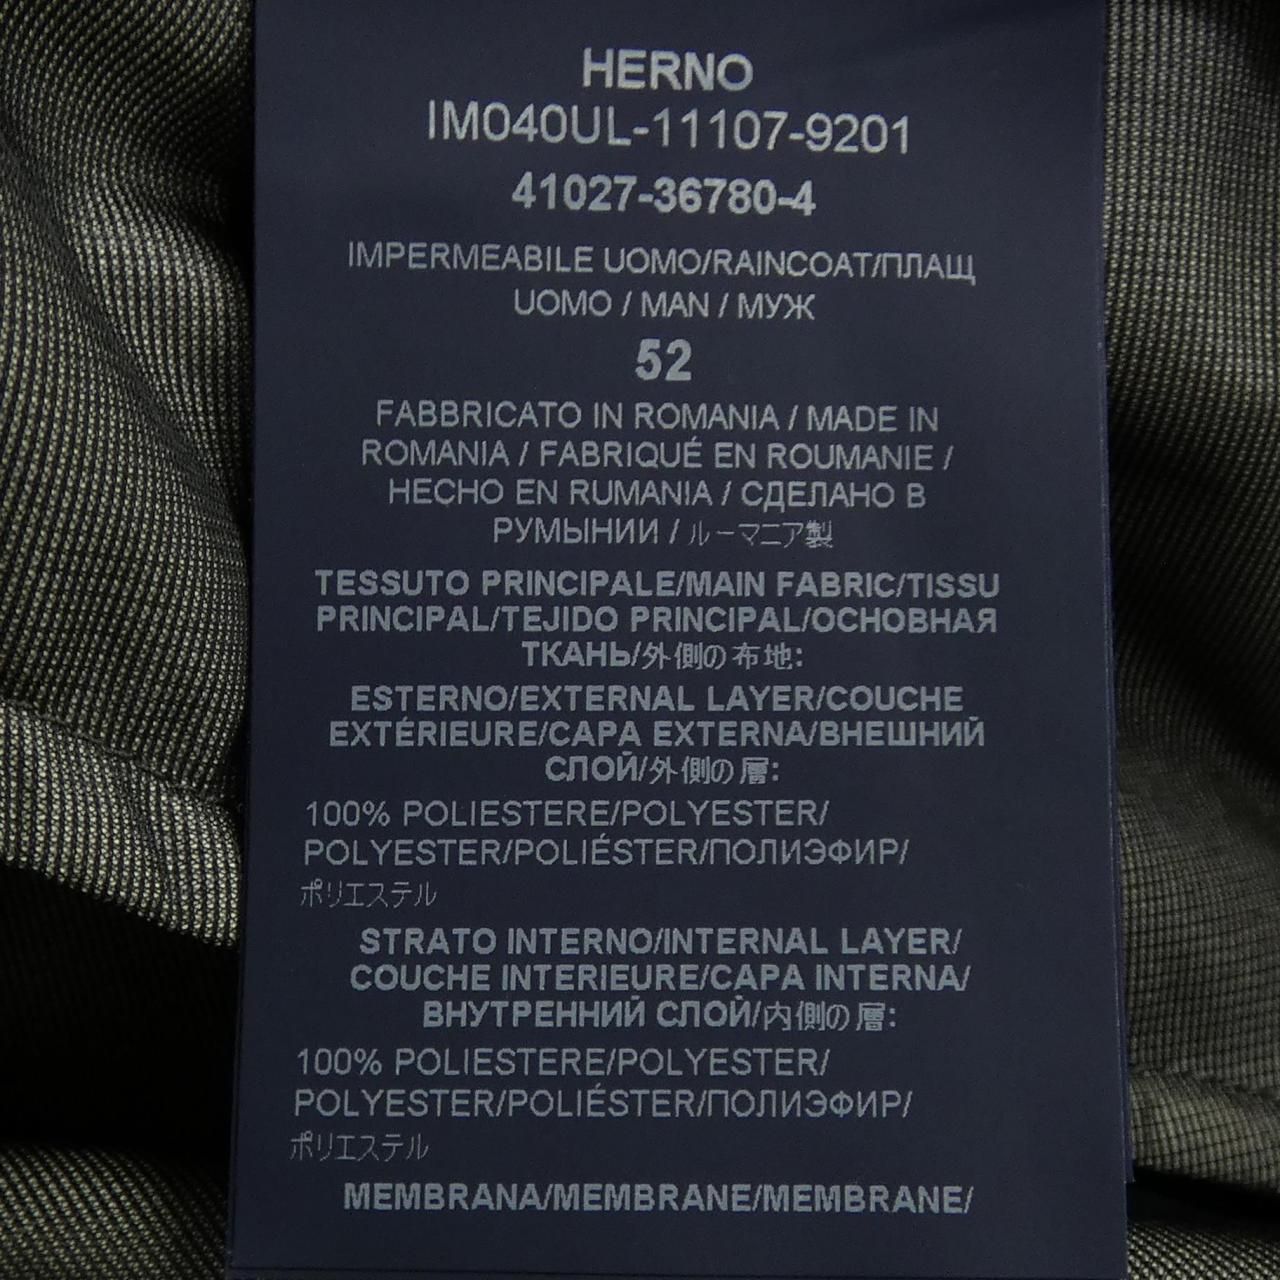 HERNO
IM040UL-11107-9201
41027-36780-4
IMPERMEABILE UOMO/RAINCOAT/ПЛАЩ
UOMO / MAN / МУЖ
52
FABBRICATO IN ROMANIA / MADE IN
ROMANIA / FABRIQUÉ EN ROUMANIE /
HECHO EN RUMANIA / СДЕЛАНО В
РУМЫНИИ / ルーマニア製
TESSUTO PRINCIPALE/MAIN FABRIC/TISSU
PRINCIPAL/TEJIDO PRINCIPAL/ОСНОВНАЯ
ТКАНЬ/外側の布地:
ESTERNO/EXTERNAL LAYER/COUCHE
EXTÉRIEURE/CAPA EXTERNA/ВНЕШНИЙ
СЛОЙ/外側の層:
100% POLIESTERE/POLYESTER/
POLYESTER/POLIÉSTER/ПОЛИЭФИР/
ポリエステル
STRATO INTERNO/INTERNAL LAYER/
COUCHE INTERIEURE/CAPA INTERNA/
ВНУТРЕННИЙ СЛОЙ/内側の層:
100% POLIESTERE/POLYESTER/
POLYESTER/POLIÉSTER/ПОЛИЭФИР/
ポリエステル
MEMBRANA/MEMBRANE/MEMBRANE/